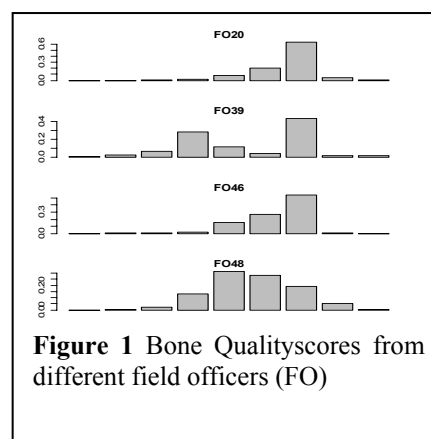 FO20
0.0 0.3 0.6
FO39
0.0 0.2 0.4
FO46
0.0 0.3
FO48
0.00 0.20
Figure 1 Bone Qualityscores from
different field officers (FO)